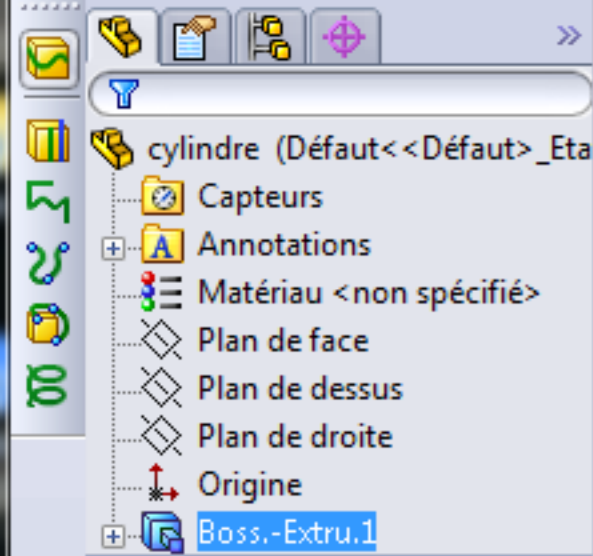 cylindre (Défaut<<Défaut>_Eta
Capteurs
Annotations
Matériau <non spécifié>
Plan de face
Plan de dessus
Plan de droite
Origine
Boss.-Extru.1